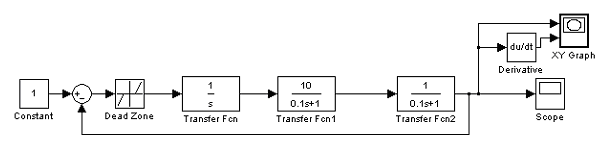 du/dt
XY Graph
Derivative
1
+
-
1
s
10
0.1s+1
1
0.1s+1
Constant
Dead Zone
Transfer Fcn
Transfer Fcn1
Transfer Fcn2
Scope